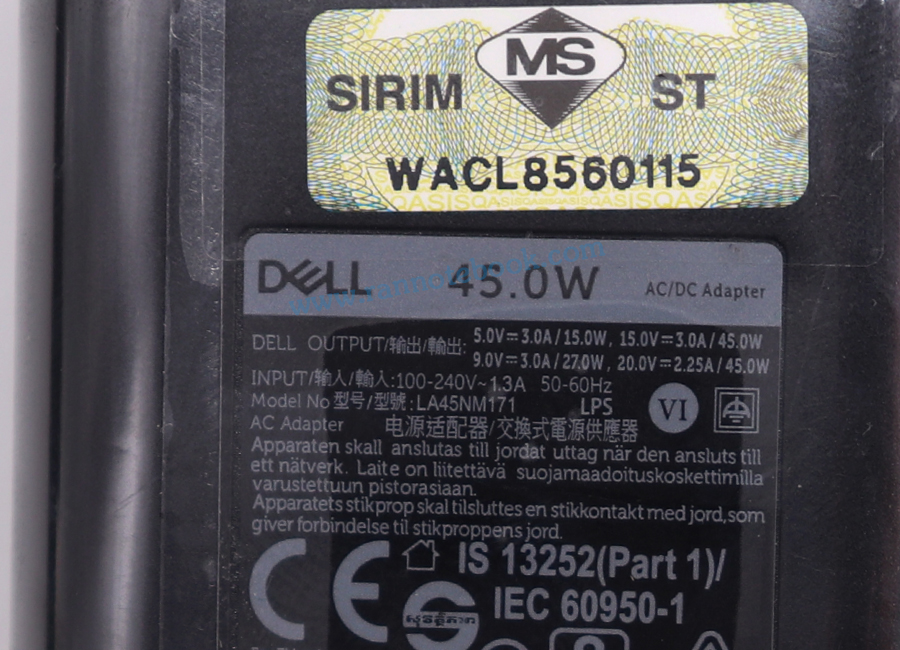 SIRIM MS ST
WACL8560115
DELL 45.0W AC/DC Adapter
DELL OUTPUT/输出/輸出: 5.0V⎓3.0A/15.0W, 15.0V⎓3.0A/45.0W
9.0V⎓3.0A/27.0W, 20.0V⎓2.25A/45.0W
INPUT/输入/輸入:100-240V~1.3A 50-60Hz
Model No型号/型號:LA45NM171 LPS VI
AC Adapter 电源适配器/交換式電源供應器
Apparaten skall anslutas till jordat uttag när den ansluts till
ett nätverk. Laite on liitettävä suojamaadoituskoskettimilla
varustettuun pistorasiaan.
Apparatets stikprop skal tilsluttes en stikkontakt med jord,som
giver forbindelse til stikproppens jord.
CE IS 13252(Part 1)/
IEC 60950-1